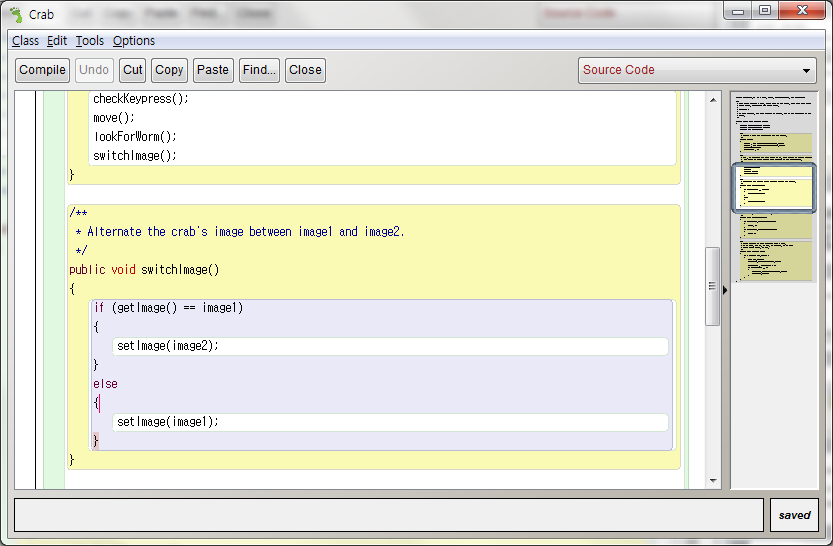 Crab
Class Edit Tools Options
Compile Undo Cut Copy Paste Find... Close Source Code
checkKeypress();
move();
lookForWorm();
switchImage();
}
/**
* Alternate the crab's image between image1 and image2.
*/
public void switchImage()
{
if (getImage() == image1)
{
setImage(image2);
}
else
{
setImage(image1);
}
}
saved